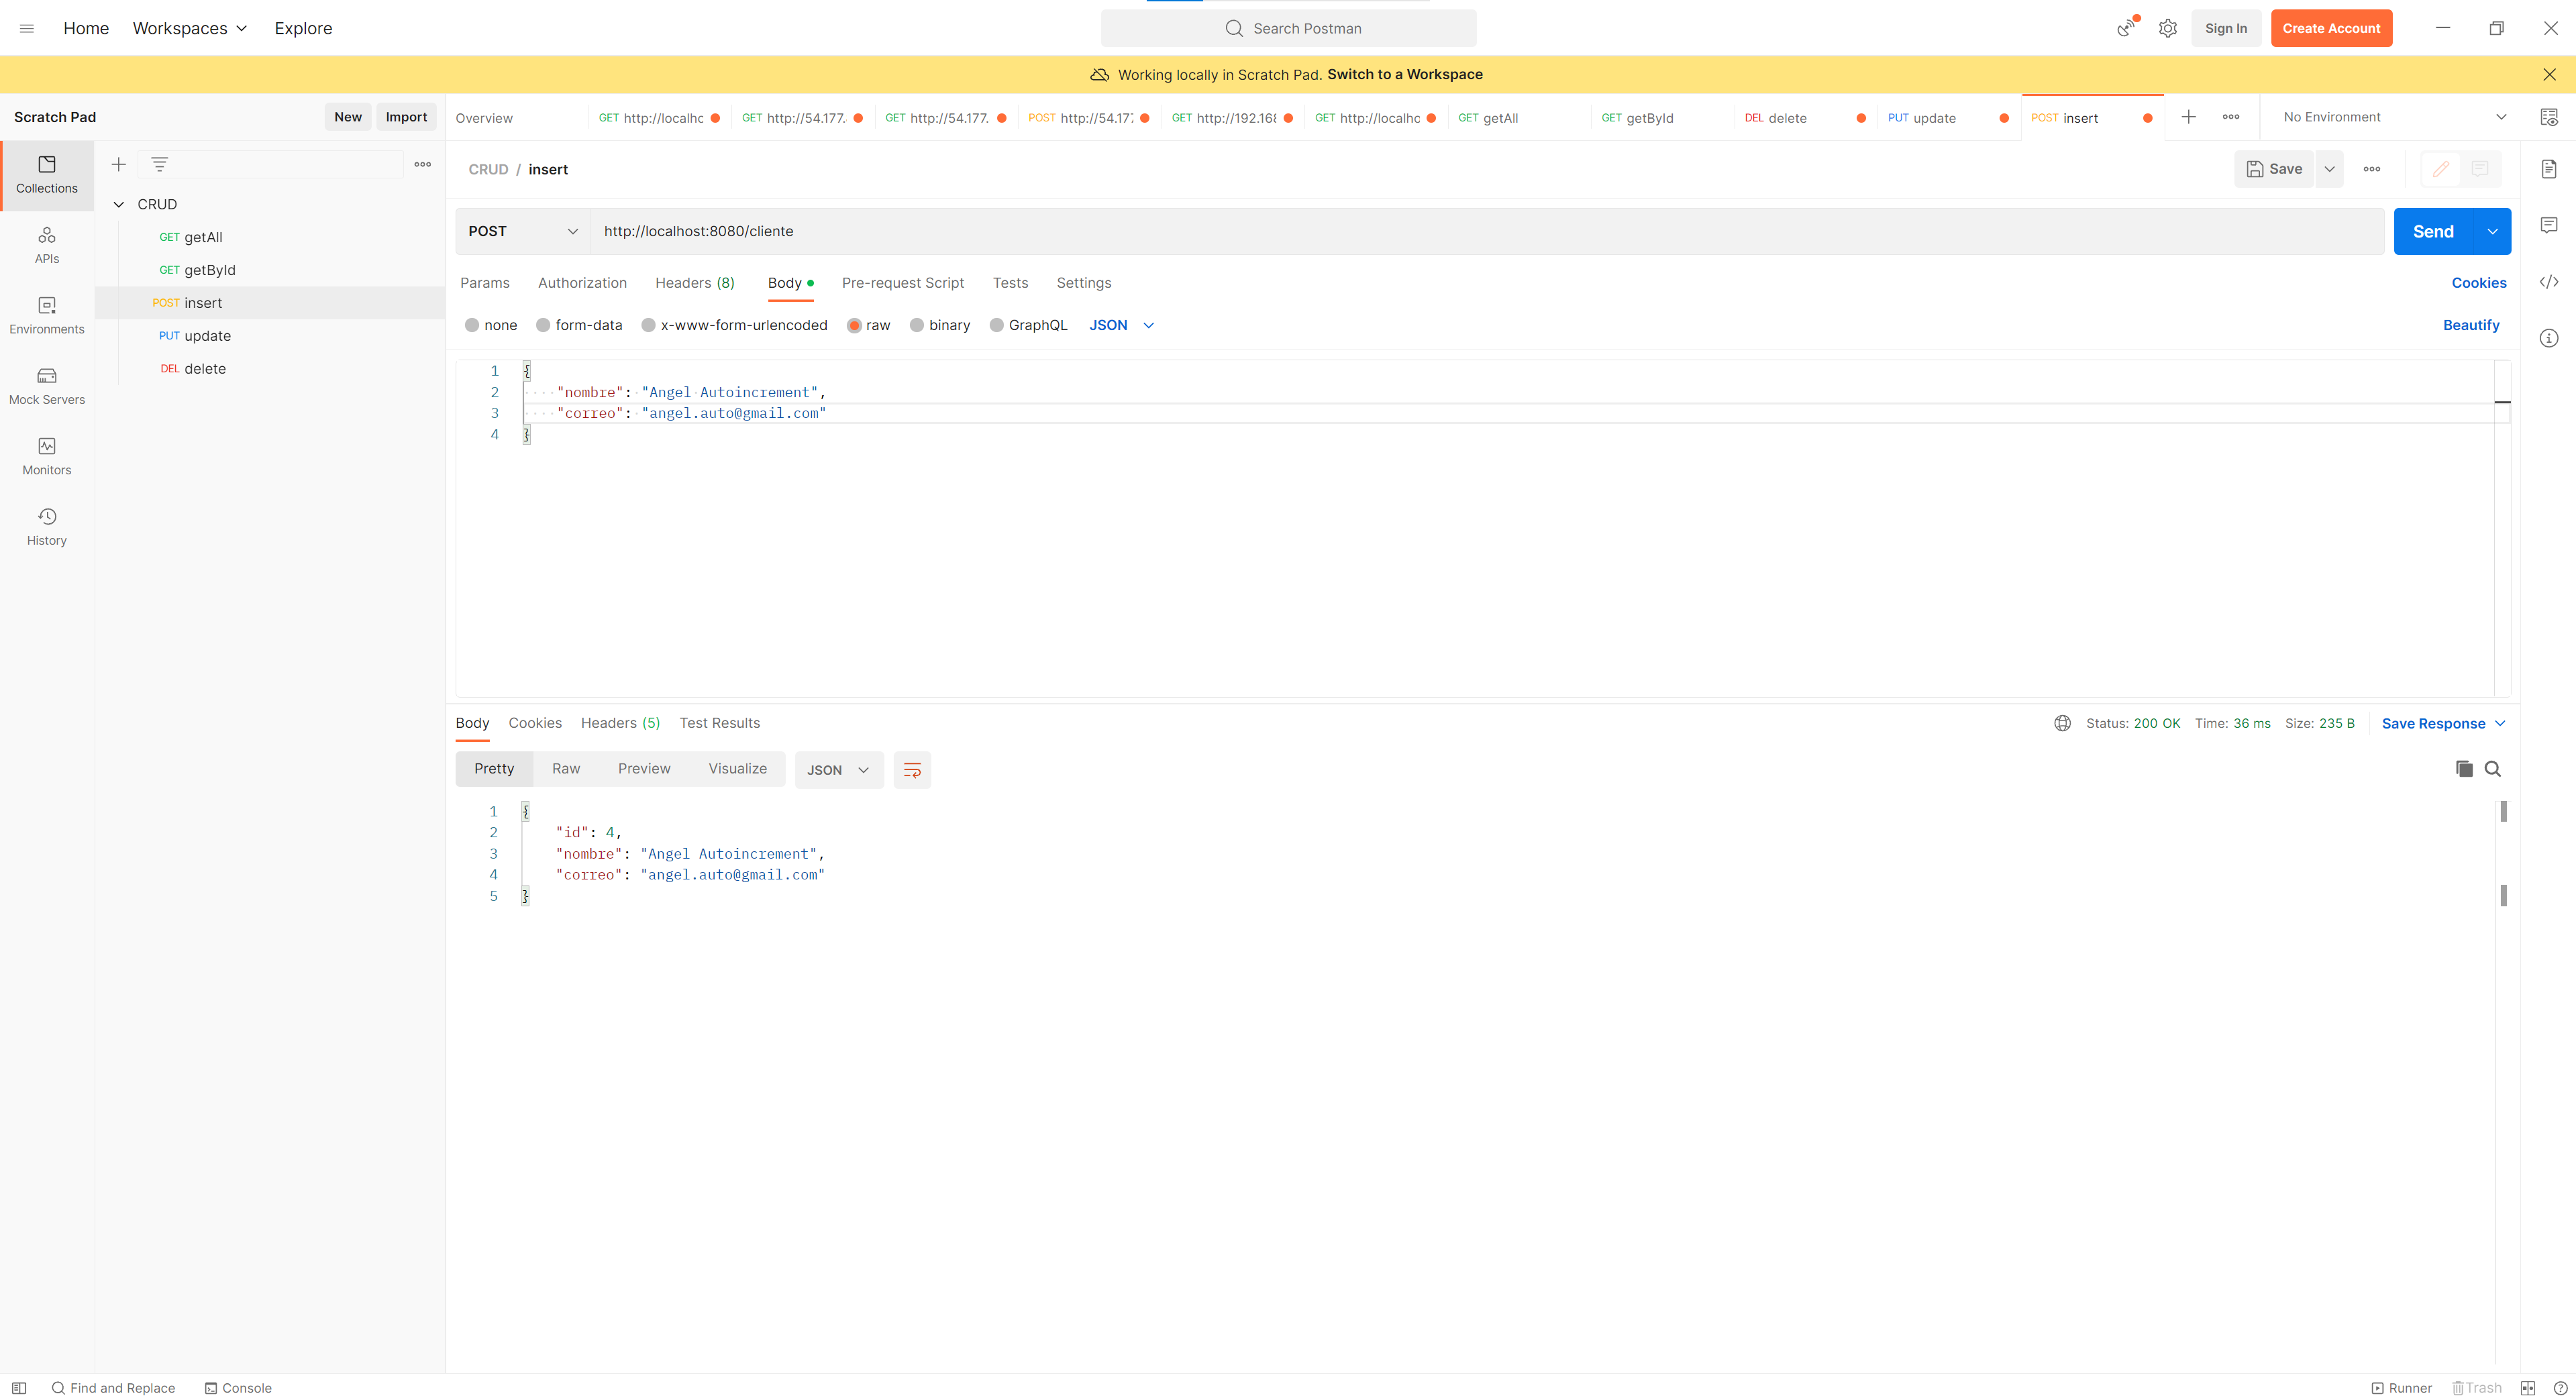 Home Workspaces Explore Search Postman Sign In Create Account
Working locally in Scratch Pad. Switch to a Workspace
Scratch Pad New Import Overview GET http://localhc GET http://54.177. GET http://54.177. POST http://54.17 GET http://192.16 GET http://localhc GET getAll GET getById DEL delete PUT update POST insert No Environment
CRUD / insert Save
Collections
CRUD
GET getAll
GET getById
POST insert
PUT update
DEL delete
APIs
Environments
Mock Servers
Monitors
History
POST http://localhost:8080/cliente Send
Params Authorization Headers (8) Body Pre-request Script Tests Settings Cookies
none form-data x-www-form-urlencoded raw binary GraphQL JSON Beautify
1 {
2 "nombre": "Angel Autoincrement",
3 "correo": "angel.auto@gmail.com"
4 }
Body Cookies Headers (5) Test Results Status: 200 OK Time: 36 ms Size: 235 B Save Response
Pretty Raw Preview Visualize JSON
1 {
2 "id": 4,
3 "nombre": "Angel Autoincrement",
4 "correo": "angel.auto@gmail.com"
5 }
Find and Replace Console Runner Trash